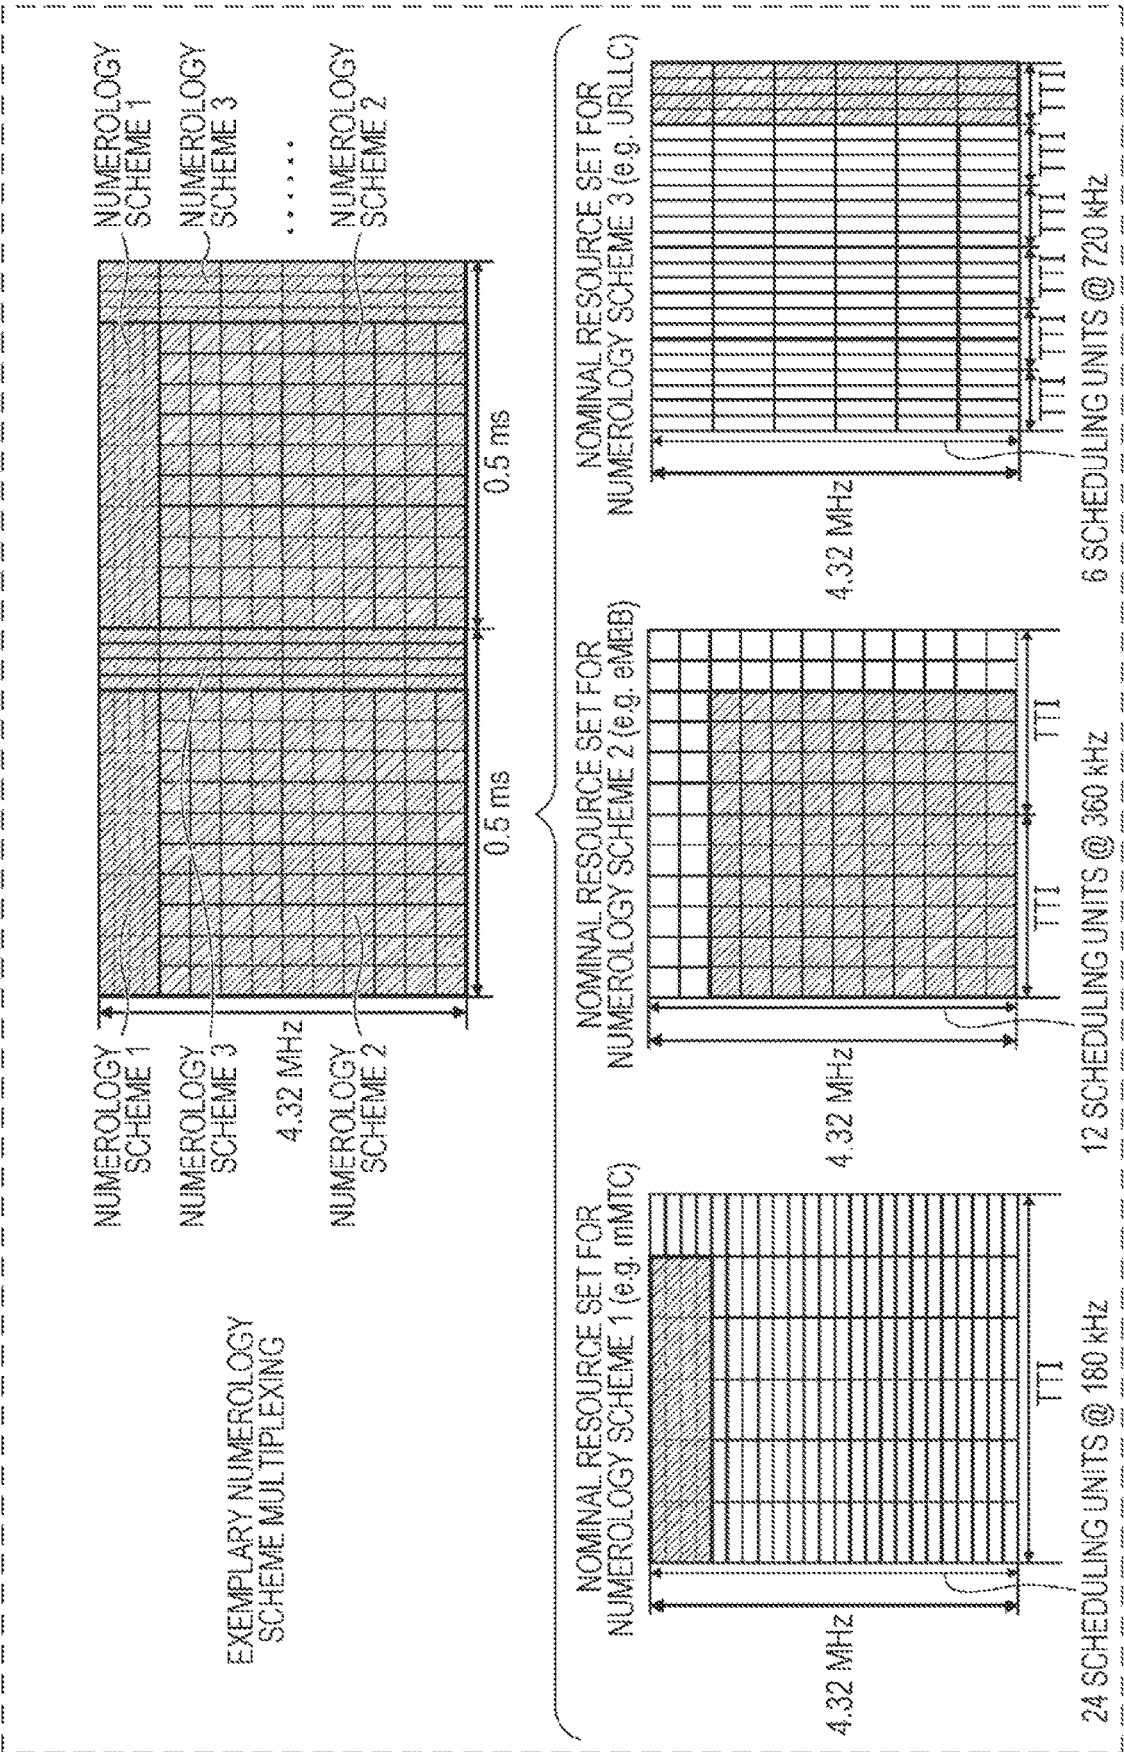 EXEMPLARY NUMEROLOGY
SCHEME MULTIPLEXING
NUMEROLOGY
SCHEME 1
NUMEROLOGY
SCHEME 3
4.32 MHz
NUMEROLOGY
SCHEME 2
0.5 ms
0.5 ms
NUMEROLOGY
SCHEME 1
NUMEROLOGY
SCHEME 3
......
NUMEROLOGY
SCHEME 2
NOMINAL RESOURCE SET FOR
NUMEROLOGY SCHEME 1 (e.g. mMTC)
4.32 MHz
TTI
24 SCHEDULING UNITS @ 180 kHz
NOMINAL RESOURCE SET FOR
NUMEROLOGY SCHEME 2 (e.g. eMBB)
4.32 MHz
TTI
TTI
12 SCHEDULING UNITS @ 360 kHz
NOMINAL RESOURCE SET FOR
NUMEROLOGY SCHEME 3 (e.g. URLLC)
4.32 MHz
TTI TTI TTI TTI TTI TTI
6 SCHEDULING UNITS @ 720 kHz